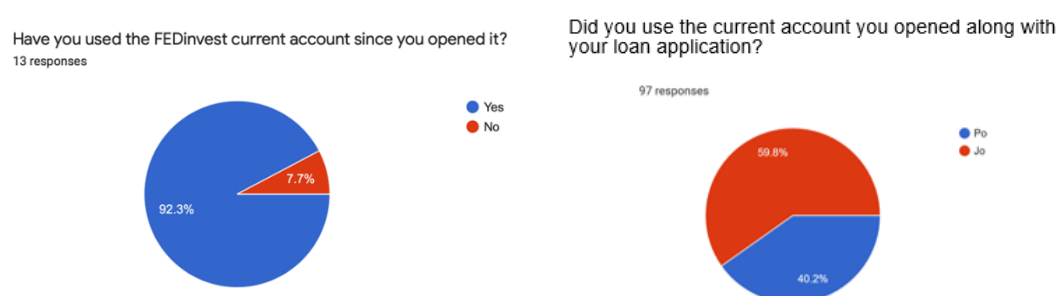 Have you used the FEDinvest current account since you opened it?
13 responses
Yes
No
7.7%
92.3%
Did you use the current account you opened along with
your loan application?
97 responses
Po
Jo
59.8%
40.2%